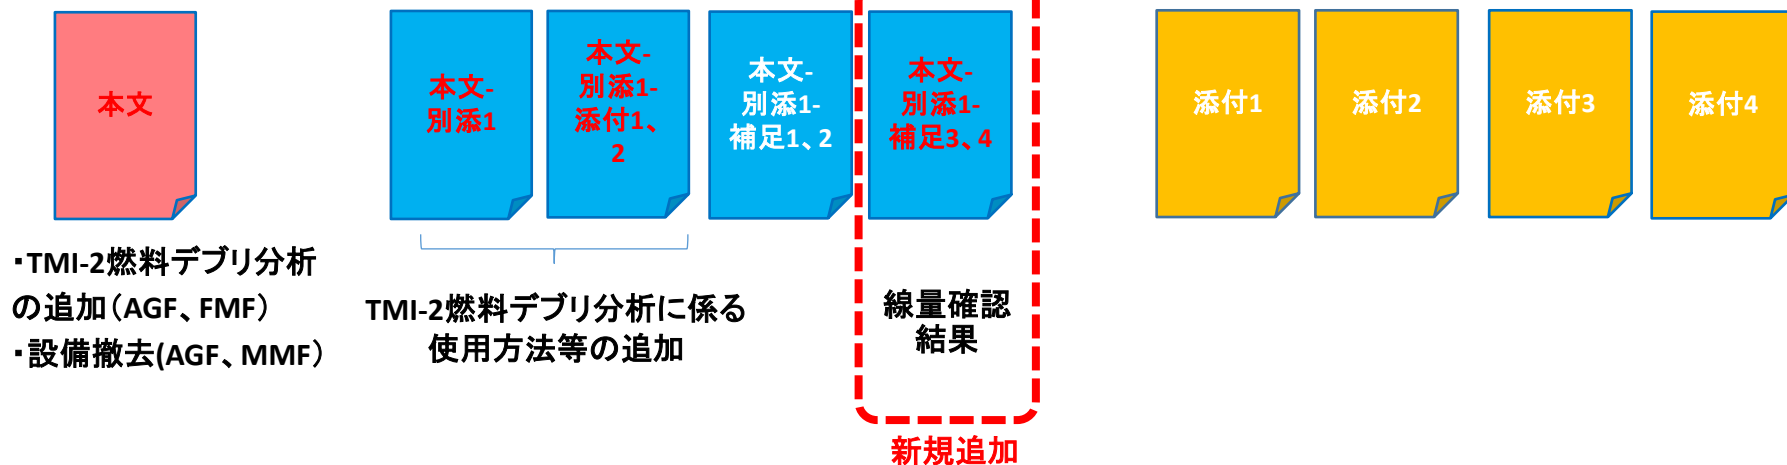 本文
本文-
別添1
本文-
別添1-
添付1、
2
本文-
別添1-
補足1、2
本文-
別添1-
補足3、4
添付1
添付2
添付3
添付4
・TMI-2燃料デブリ分析
の追加(AGF、FMF)
・設備撤去(AGF、MMF)
TMI-2燃料デブリ分析に係る
使用方法等の追加
線量確認
結果
新規追加